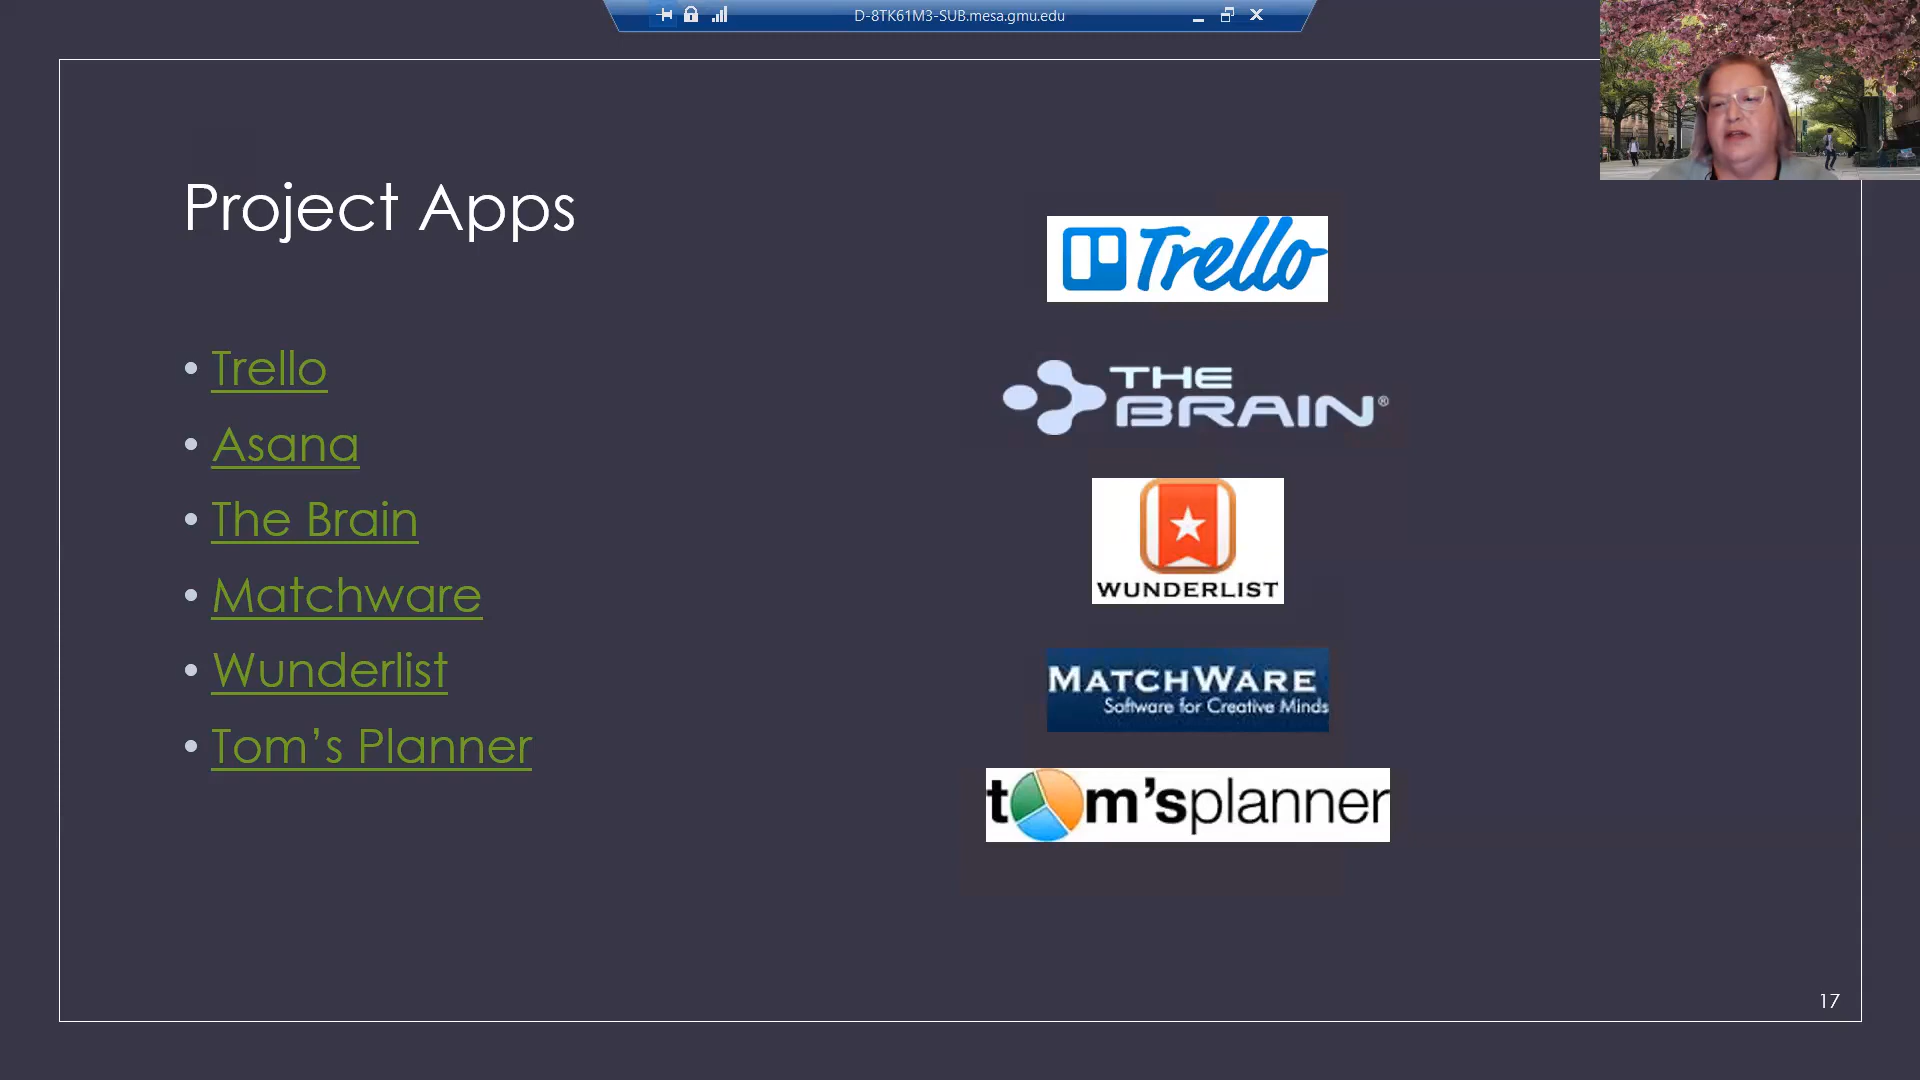 D-8TK61M3-SUB.mesa.gmu.edu
Project Apps
• Trello
• Asana
• The Brain
• Matchware
• Wunderlist
• Tom’s Planner
Trello
THE
BRAIN®
WUNDERLIST
MATCHWARE
Software for Creative Minds
tom’splanner
17